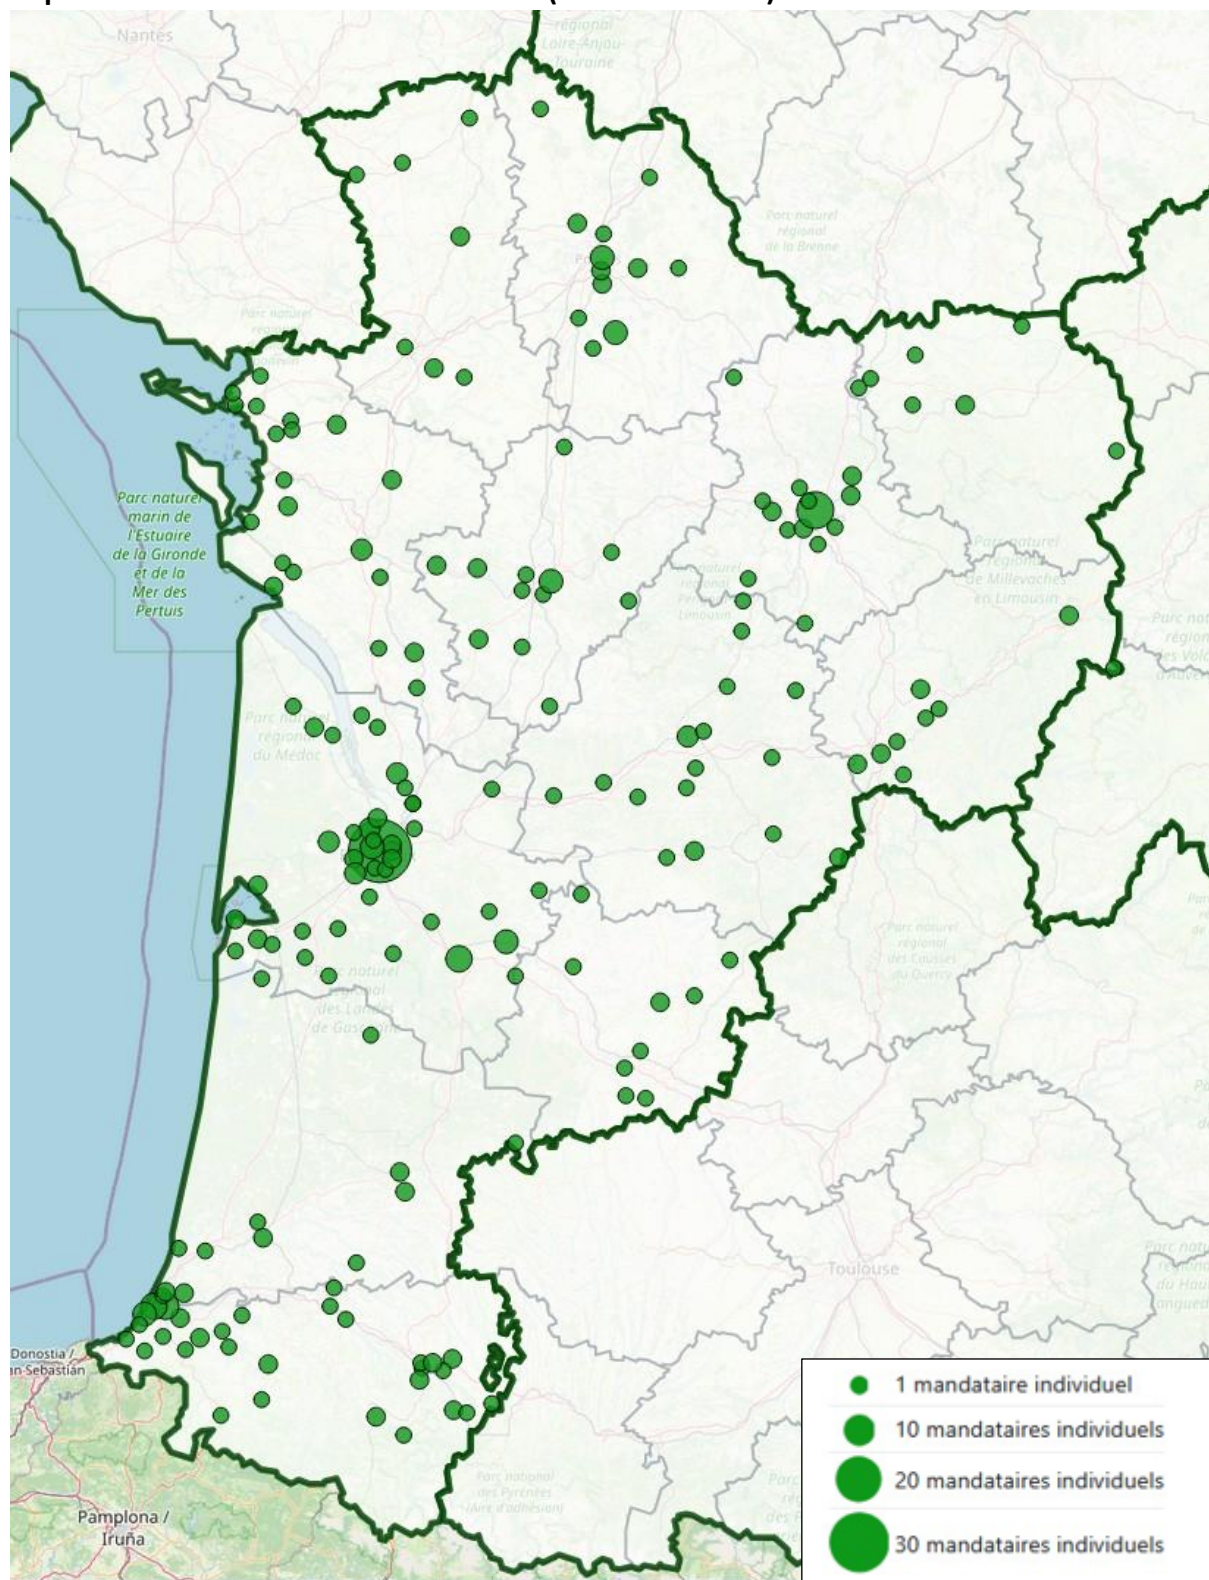 Nantes
régional
Loire-Anjou-
Touraine
Parc naturel
régional
de la Brenne
Parc naturel
Parc naturel
marin de
l'Estuaire
de la Gironde
et de la
Mer des
Pertuis
Parc naturel
de Millevaches
en Limousin
Limousin
Parc naturel
du Médoc
Parc naturel
régional
des Causses
du Quercy
Parc naturel
régional
des Landes
de Gascogne
Toulouse
Donostia /
an-Sebastián
Parc national
des Pyrénées
(Aire d'adhésion)
Pamplona /
Iruña
1 mandataire individuel
10 mandataires individuels
20 mandataires individuels
30 mandataires individuels